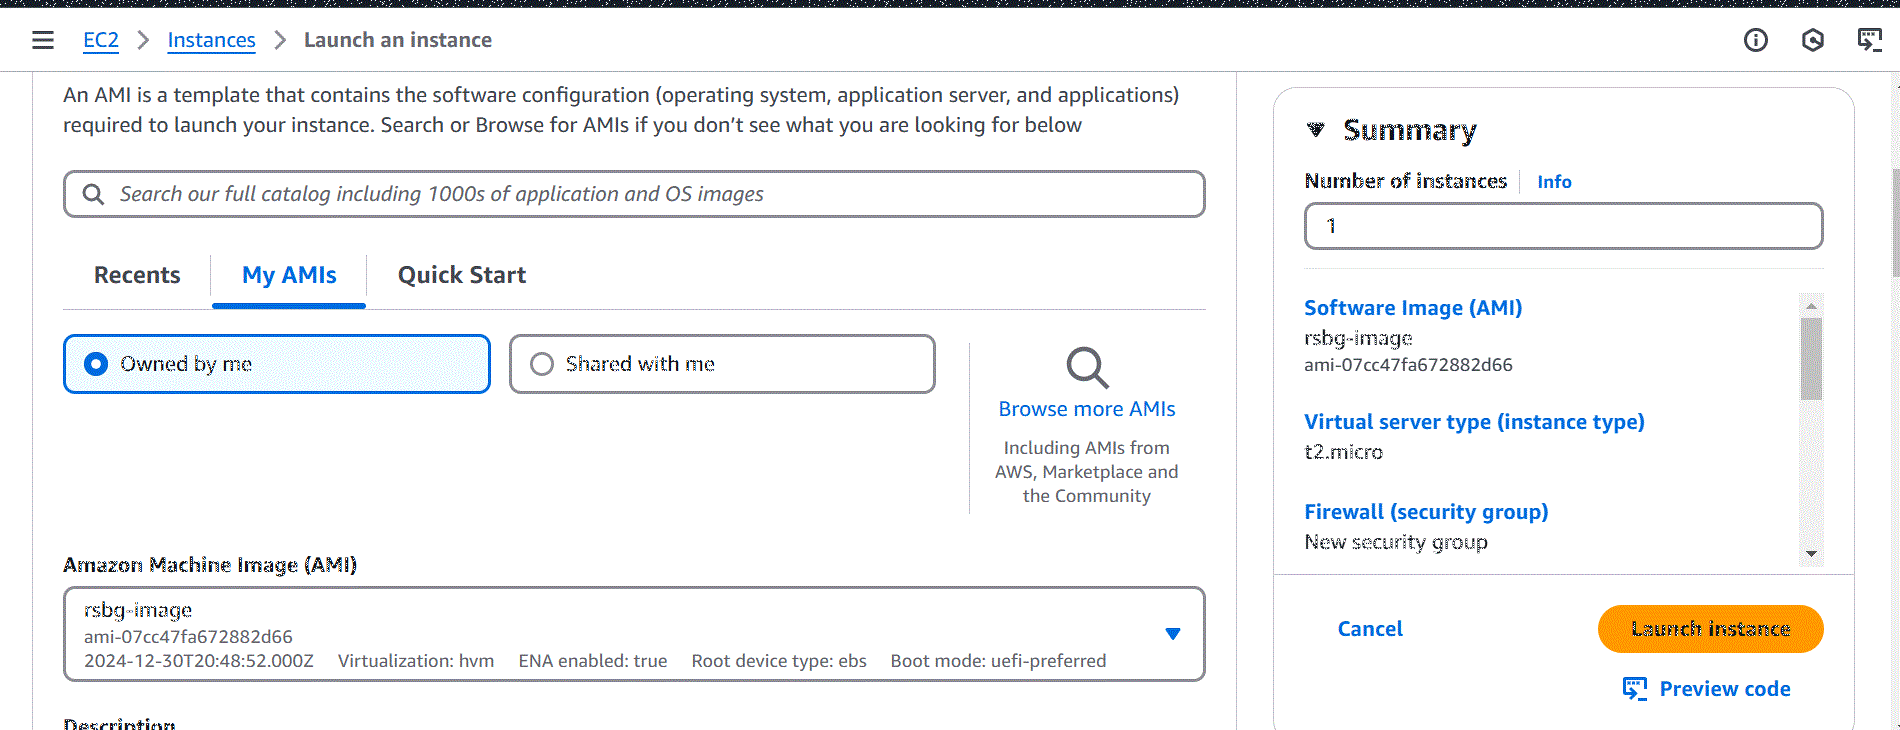 EC2 > Instances > Launch an instance
An AMI is a template that contains the software configuration (operating system, application server, and applications)
required to launch your instance. Search or Browse for AMIs if you don’t see what you are looking for below
Search our full catalog including 1000s of application and OS images
Recents
My AMIs
Quick Start
Owned by me
Shared with me
Browse more AMIs
Including AMIs from
AWS, Marketplace and
the Community
Amazon Machine Image (AMI)
rsbg-image
ami-07cc47fa672882d66
2024-12-30T20:48:52.000Z Virtualization: hvm ENA enabled: true Root device type: ebs Boot mode: uefi-preferred
Description
Summary
Number of instances Info
1
Software Image (AMI)
rsbg-image
ami-07cc47fa672882d66
Virtual server type (instance type)
t2.micro
Firewall (security group)
New security group
Cancel
Launch instance
Preview code